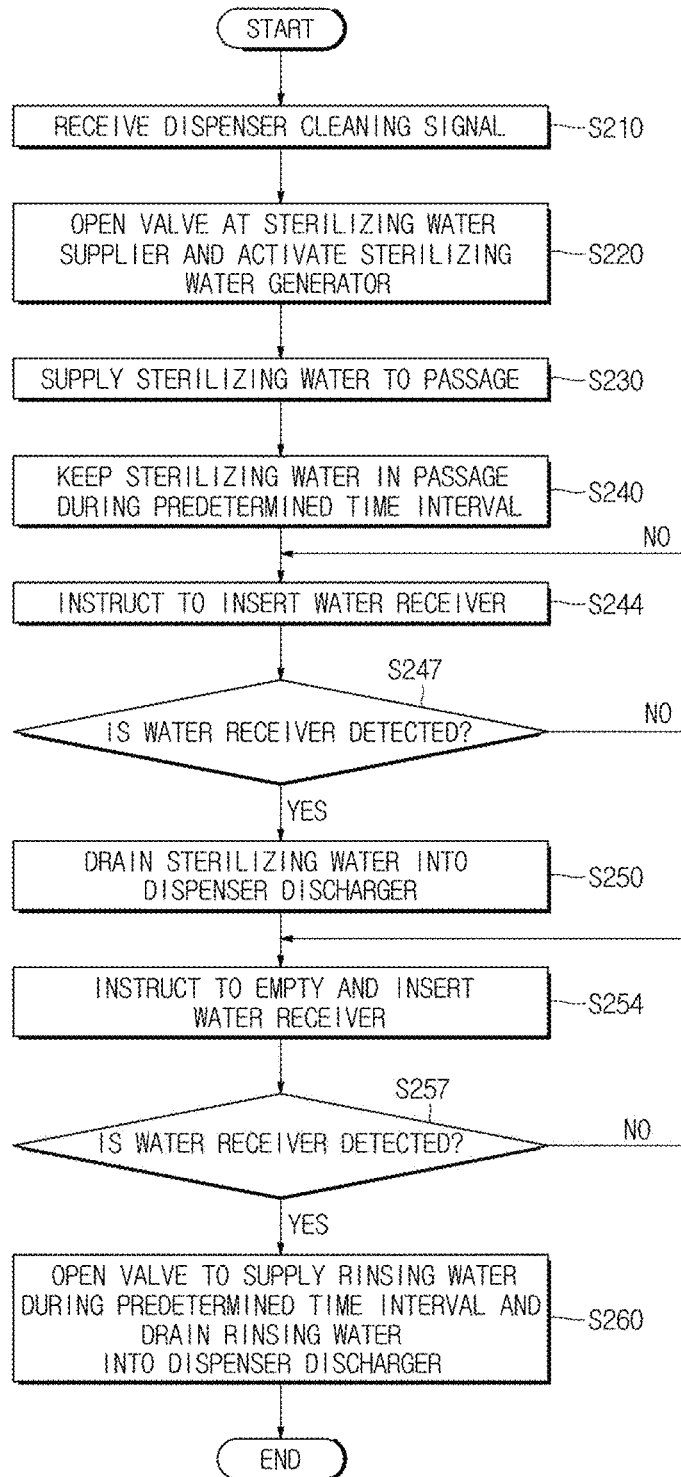 START
RECEIVE DISPENSER CLEANING SIGNAL
S210
OPEN VALVE AT STERILIZING WATER
SUPPLIER AND ACTIVATE STERILIZING
WATER GENERATOR
S220
SUPPLY STERILIZING WATER TO PASSAGE
S230
KEEP STERILIZING WATER IN PASSAGE
DURING PREDETERMINED TIME INTERVAL
S240
NO
INSTRUCT TO INSERT WATER RECEIVER
S244
S247
IS WATER RECEIVER DETECTED?
NO
YES
DRAIN STERILIZING WATER INTO
DISPENSER DISCHARGER
S250
INSTRUCT TO EMPTY AND INSERT
WATER RECEIVER
S254
S257
IS WATER RECEIVER DETECTED?
NO
YES
OPEN VALVE TO SUPPLY RINSING WATER
DURING PREDETERMINED TIME INTERVAL AND
DRAIN RINSING WATER
INTO DISPENSER DISCHARGER
S260
END